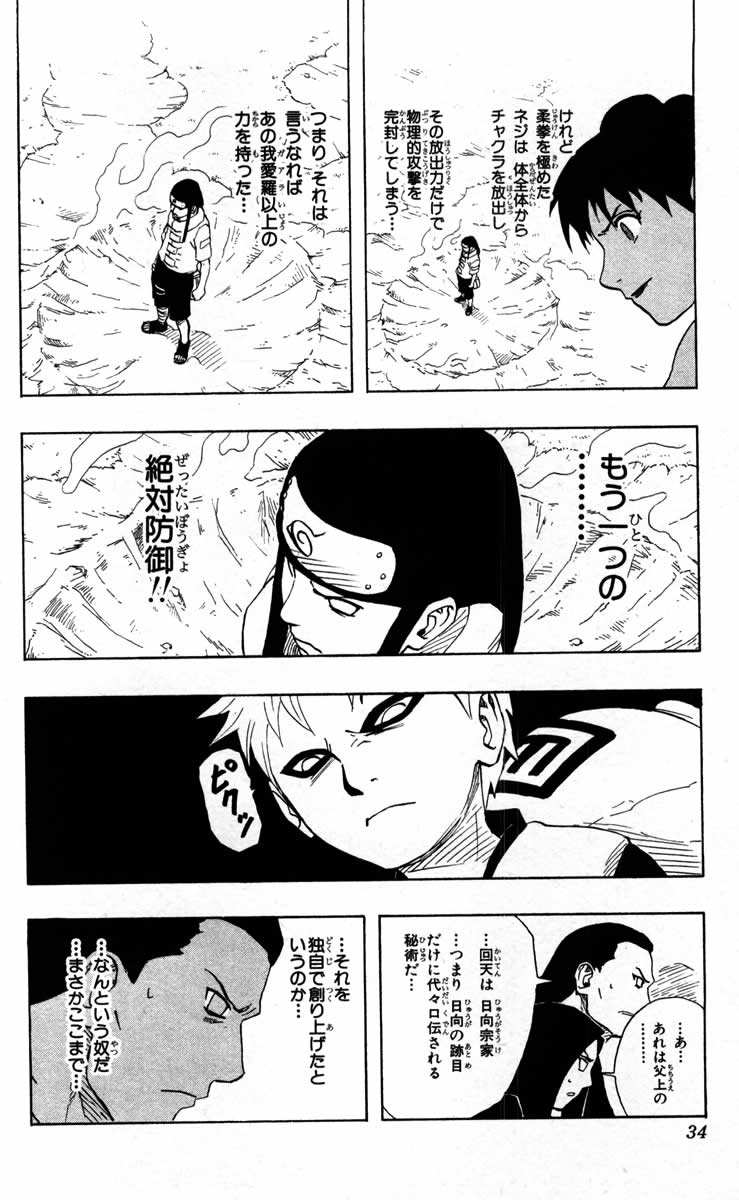 けれど
柔拳を極めた
ネジは 体全体から
チャクラを放出し
その放出力だけで
物理的攻撃を
完封してしまう…
つまり それは
言うなれば
あの我愛羅以上の
力を持った…
もう一つの
………
絶対防御!!
ピクッ
……あ…
あれは父上の
……
…回天は 日向宗家
…つまり 日向の跡目
だけに代々口伝される
秘術だ…
…それを
独自で創り上げたと
いうのか…
…なんという奴だ
…まさかここまで…
34